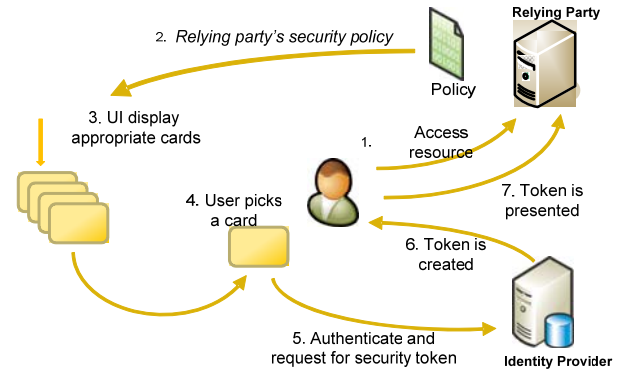 Relying Party
2. Relying party's security policy
Policy
3. UI display
appropriate cards
1. Access
resource
4. User picks
a card
7. Token is
presented
6. Token is
created
5. Authenticate and
request for security token
Identity Provider